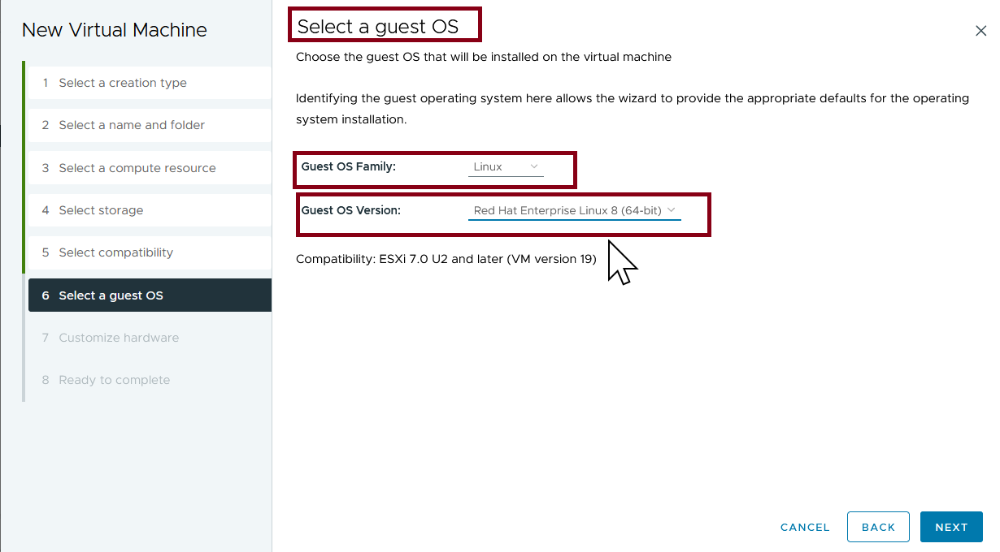 New Virtual Machine
1 Select a creation type
2 Select a name and folder
3 Select a compute resource
4 Select storage
5 Select compatibility
6 Select a guest OS
7 Customize hardware
8 Ready to complete
Select a guest OS
Choose the guest OS that will be installed on the virtual machine
Identifying the guest operating system here allows the wizard to provide the appropriate defaults for the operating
system installation.
Guest OS Family: Linux
Guest OS Version: Red Hat Enterprise Linux 8 (64-bit)
Compatibility: ESXi 7.0 U2 and later (VM version 19)
CANCEL BACK NEXT